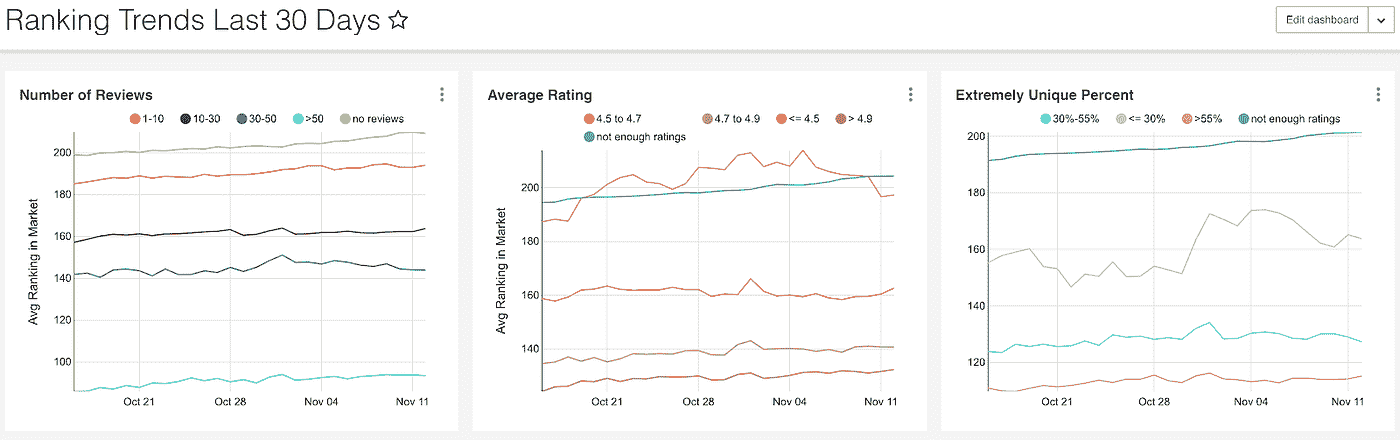 Ranking Trends Last 30 Days
Edit dashboard
Number of Reviews
1-10 10-30 30-50 >50 no reviews
Avg Ranking in Market
200
180
160
140
120
100
Oct 21 Oct 28 Nov 04 Nov 11
Average Rating
4.5 to 4.7 4.7 to 4.9 <= 4.5 > 4.9
not enough ratings
Avg Ranking in Market
200
180
160
140
Oct 21 Oct 28 Nov 04 Nov 11
Extremely Unique Percent
30%-55% <= 30% >55% not enough ratings
200
180
160
140
120
Oct 21 Oct 28 Nov 04 Nov 11